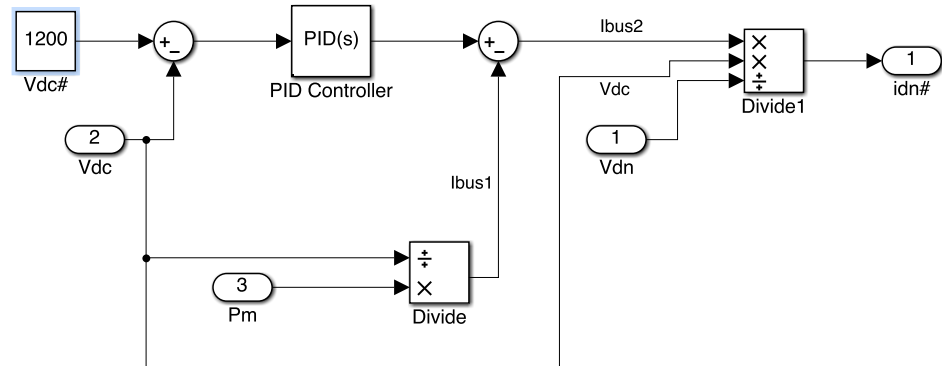 1200
Vdc#
+
−
PID(s)
PID Controller
+
−
Ibus2
×
×
÷
Divide1
1
idn#
Vdc
1
Vdn
2
Vdc
Ibus1
÷
×
Divide
3
Pm